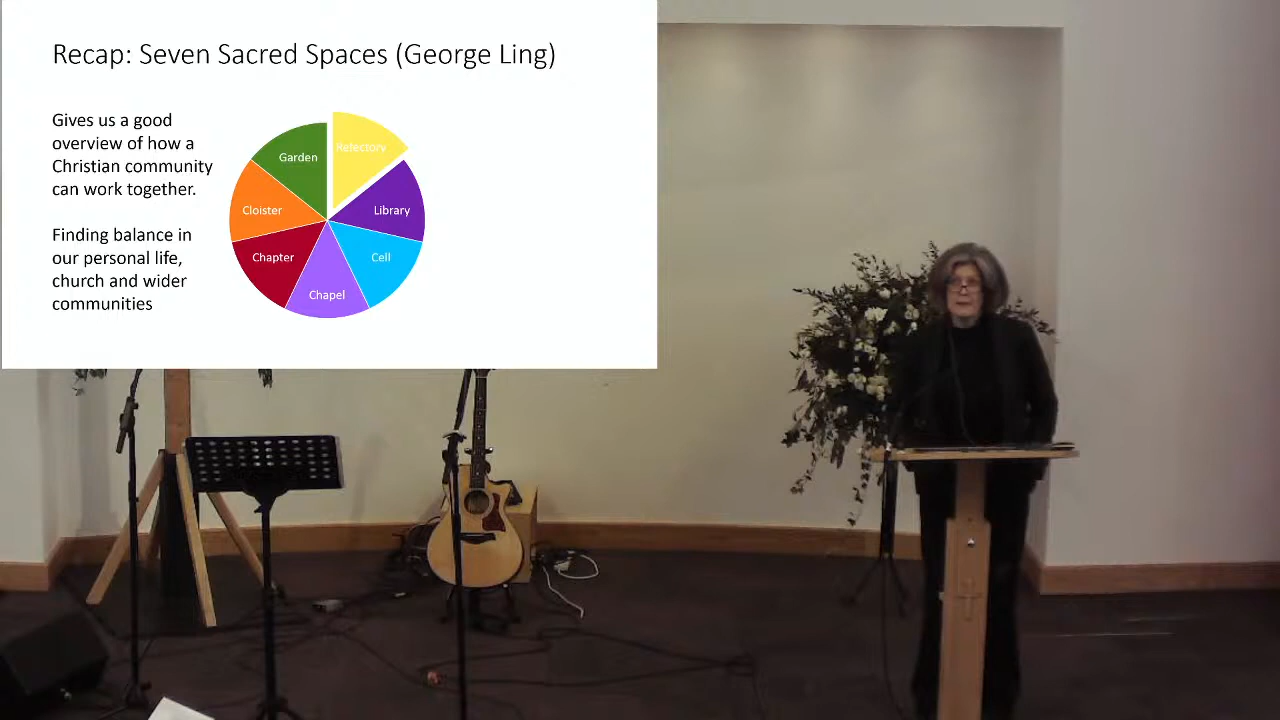 Recap: Seven Sacred Spaces (George Ling)
Gives us a good
overview of how a
Christian community
can work together.
Finding balance in
our personal life,
church and wider
communities
Refectory
Garden
Library
Cloister
Cell
Chapter
Chapel